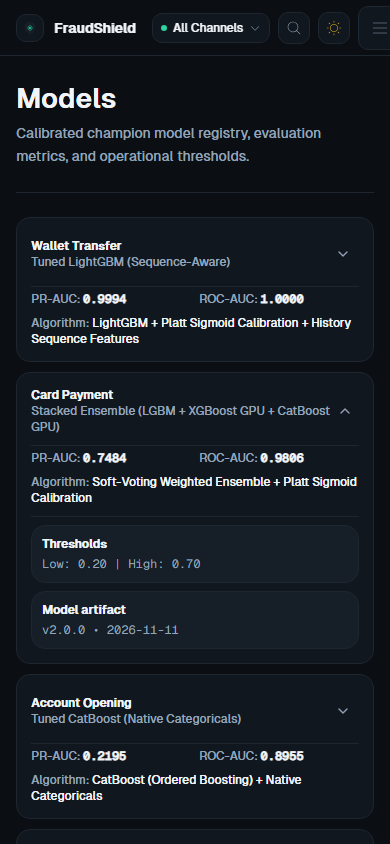 FraudShield
All Channels
Models
Calibrated champion model registry, evaluation
metrics, and operational thresholds.
Wallet Transfer
Tuned LightGBM (Sequence-Aware)
PR-AUC: 0.9994 ROC-AUC: 1.0000
Algorithm: LightGBM + Platt Sigmoid Calibration + History
Sequence Features
Card Payment
Stacked Ensemble (LGBM + XGBoost GPU + CatBoost
GPU)
PR-AUC: 0.7484 ROC-AUC: 0.9806
Algorithm: Soft-Voting Weighted Ensemble + Platt Sigmoid
Calibration
Thresholds
Low: 0.20 | High: 0.70
Model artifact
v2.0.0 • 2026-11-11
Account Opening
Tuned CatBoost (Native Categoricals)
PR-AUC: 0.2195 ROC-AUC: 0.8955
Algorithm: CatBoost (Ordered Boosting) + Native
Categoricals